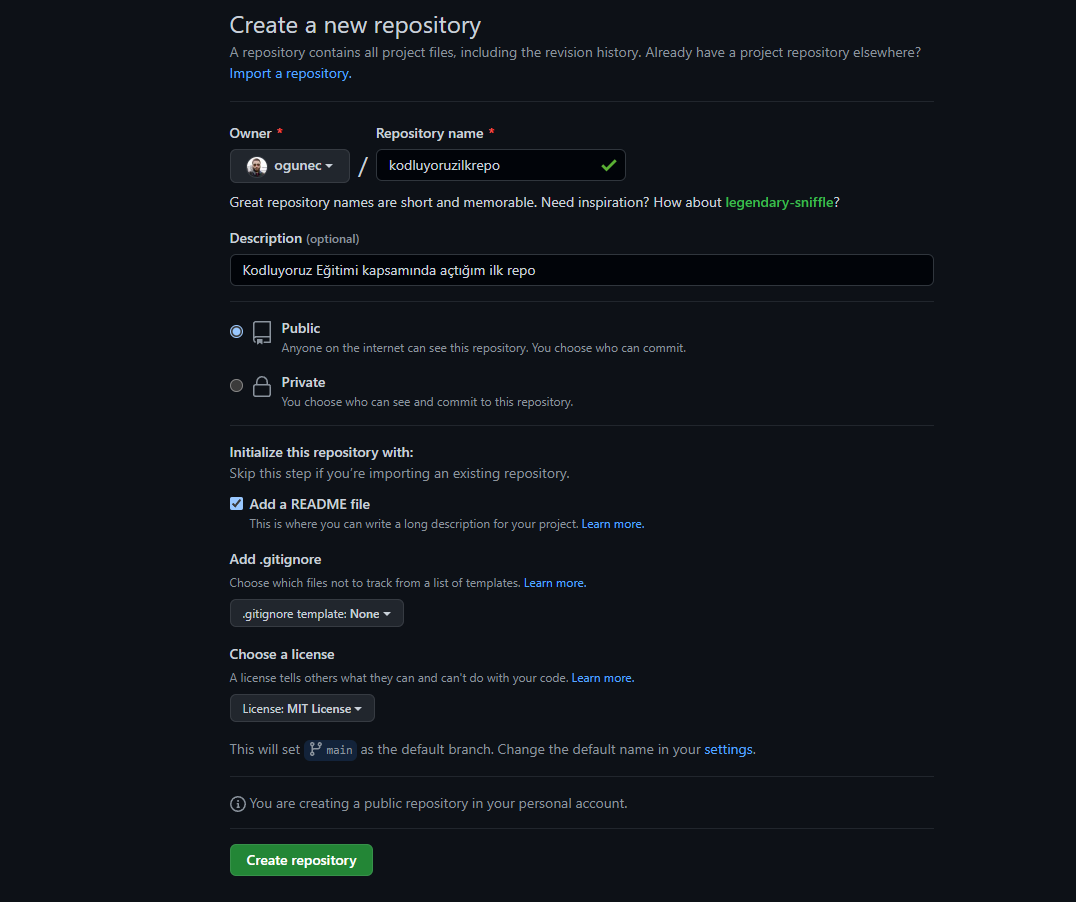 Create a new repository
A repository contains all project files, including the revision history. Already have a project repository elsewhere?
Import a repository.
Owner * Repository name *
ogunec / kodluyoruzilkrepo
Great repository names are short and memorable. Need inspiration? How about legendary-sniffle?
Description (optional)
Kodluyoruz Eğitimi kapsamında açtığım ilk repo
Public
Anyone on the internet can see this repository. You choose who can commit.
Private
You choose who can see and commit to this repository.
Initialize this repository with:
Skip this step if you're importing an existing repository.
Add a README file
This is where you can write a long description for your project. Learn more.
Add .gitignore
Choose which files not to track from a list of templates. Learn more.
.gitignore template: None
Choose a license
A license tells others what they can and can't do with your code. Learn more.
License: MIT License
This will set main as the default branch. Change the default name in your settings.
You are creating a public repository in your personal account.
Create repository